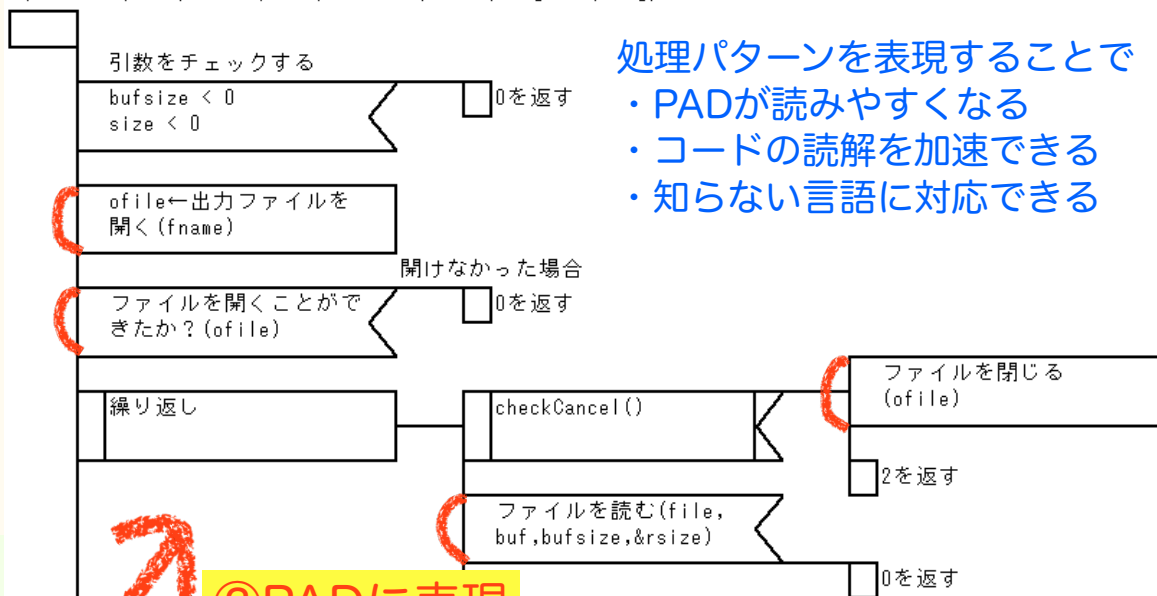 引数をチェックする
bufsize < 0
size < 0
0を返す
処理パターンを表現することで
・PADが読みやすくなる
・コードの読解を加速できる
・知らない言語に対応できる
ofile←出力ファイルを
開く(fname)
開けなかった場合
ファイルを開くことがで
きたか？(ofile)
0を返す
繰り返し
checkCancel()
ファイルを閉じる
(ofile)
2を返す
ファイルを読む(file,
buf,bufsize,&rsize)
0を返す
PADに表現